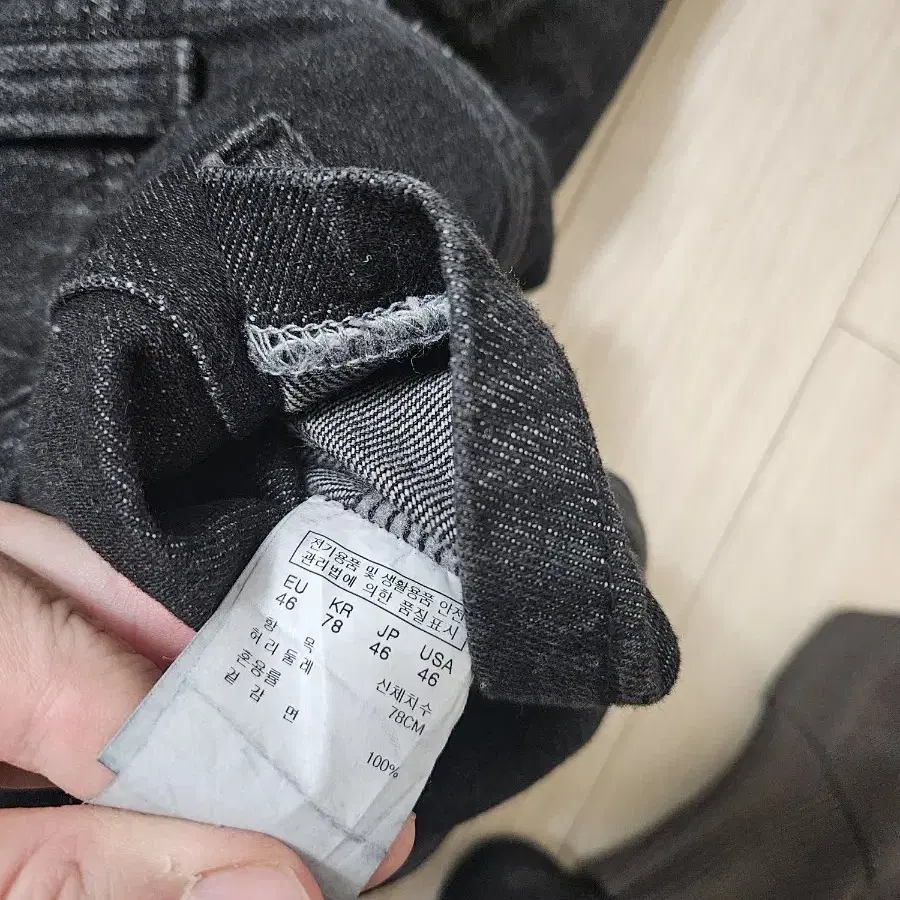 전기용품 및 생활용품 안전
관리법에 의한 품질표시
EU KR JP USA
46 78 46 46
항 목 신체치수
허리둘레 78CM
혼용률
겉감 면 100%